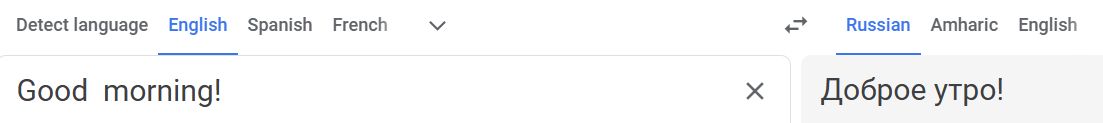 Detect language English Spanish French Russian Amharic English
Good  morning! Доброе утро!